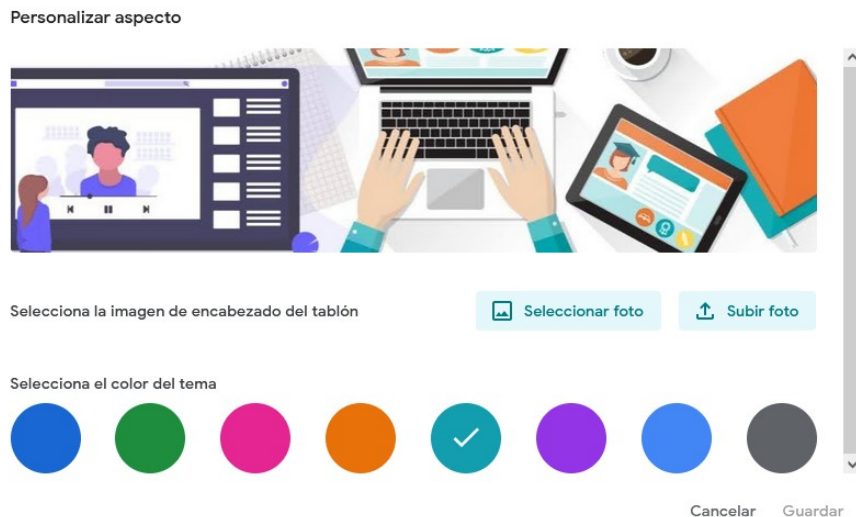 Personalizar aspecto
Selecciona la imagen de encabezado del tablón
Seleccionar foto
Subir foto
Selecciona el color del tema
Cancelar Guardar